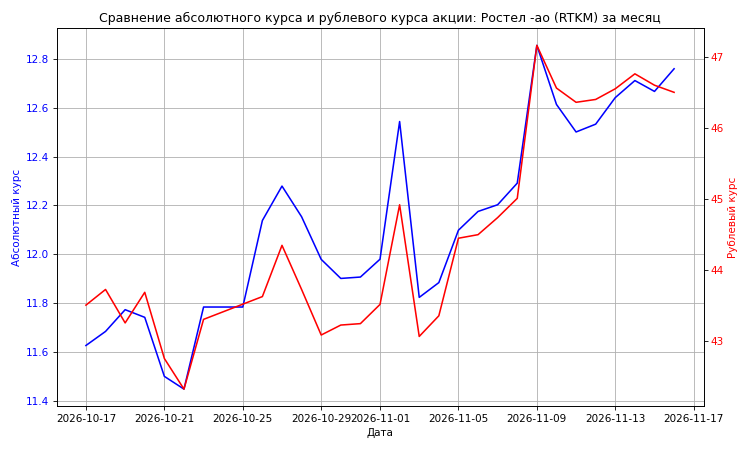 Сравнение абсолютного курса и рублевого курса акции: Ростел -ао (RTKM) за месяц
Абсолютный курс
12.8
12.6
12.4
12.2
12.0
11.8
11.6
11.4
47
46
45
44
43
Рублевый курс
2026-10-17 2026-10-21 2026-10-25 2026-10-29 2026-11-01 2026-11-05 2026-11-09 2026-11-13 2026-11-17
Дата